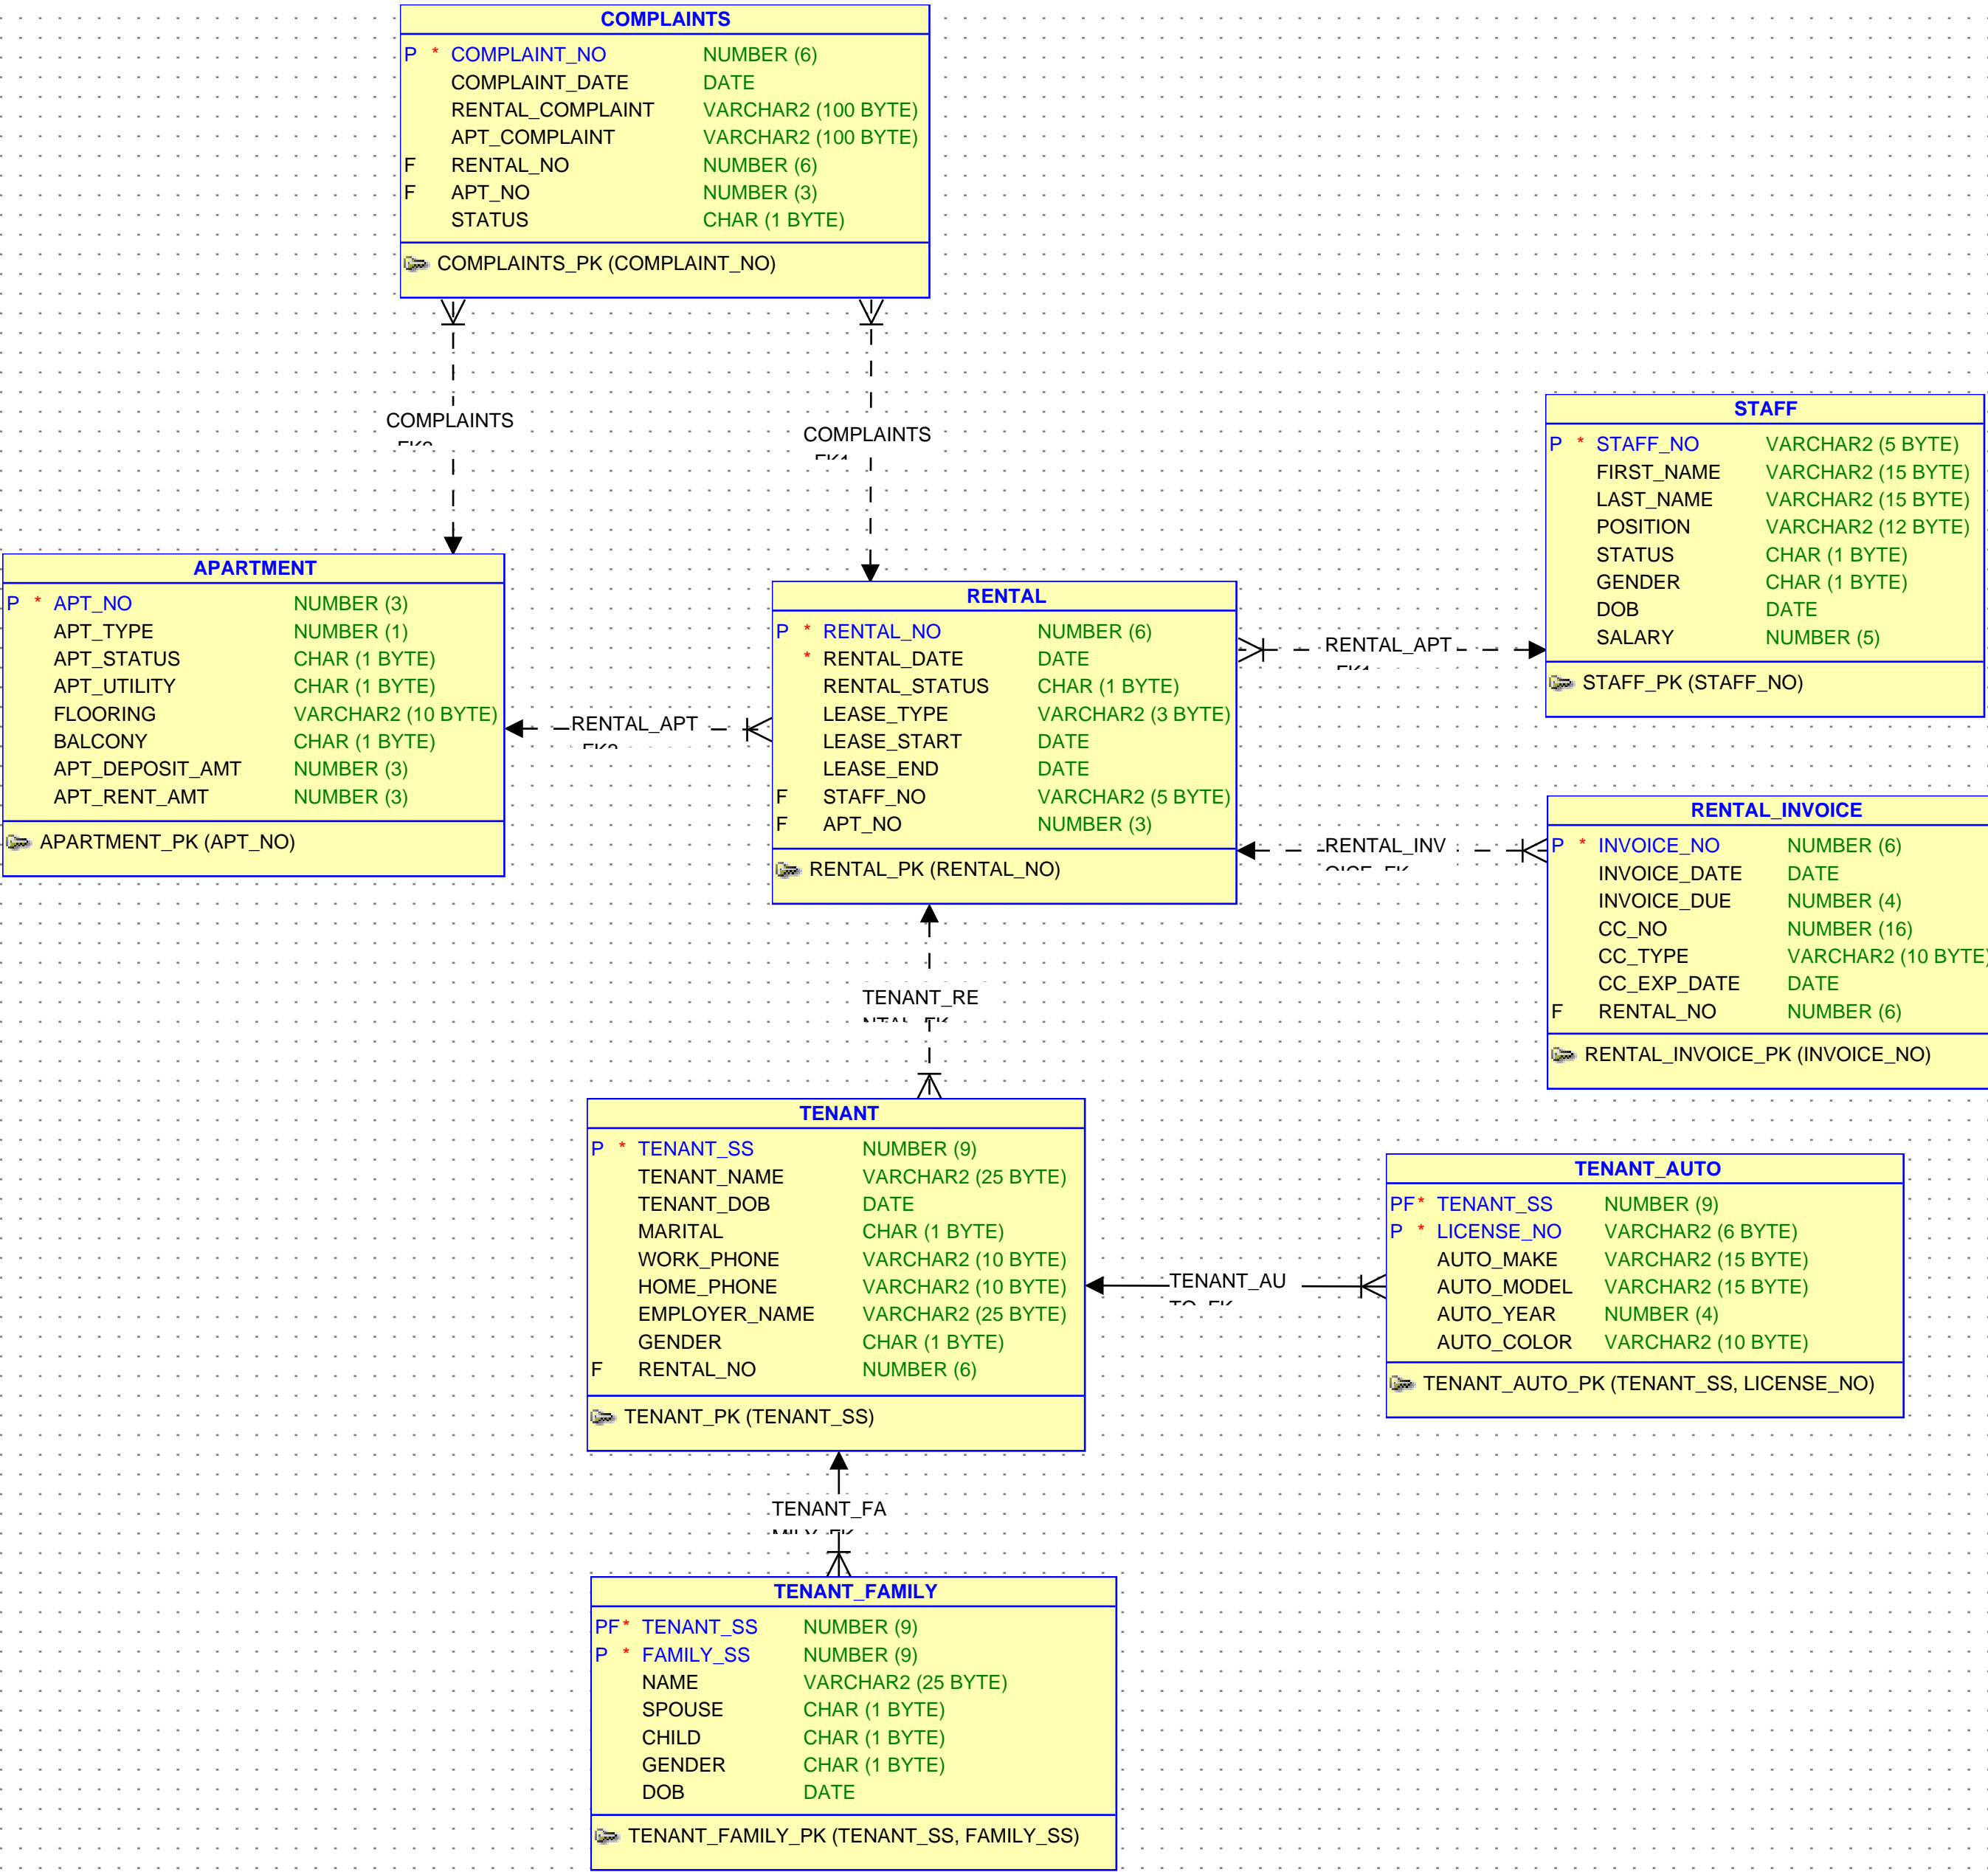 COMPLAINTS
P * COMPLAINT_NO NUMBER (6)
COMPLAINT_DATE DATE
RENTAL_COMPLAINT VARCHAR2 (100 BYTE)
APT_COMPLAINT VARCHAR2 (100 BYTE)
F RENTAL_NO NUMBER (6)
F APT_NO NUMBER (3)
STATUS CHAR (1 BYTE)
COMPLAINTS_PK (COMPLAINT_NO)
COMPLAINTS
COMPLAINTS
STAFF
P * STAFF_NO VARCHAR2 (5 BYTE)
FIRST_NAME VARCHAR2 (15 BYTE)
LAST_NAME VARCHAR2 (15 BYTE)
POSITION VARCHAR2 (12 BYTE)
STATUS CHAR (1 BYTE)
GENDER CHAR (1 BYTE)
DOB DATE
SALARY NUMBER (5)
STAFF_PK (STAFF_NO)
APARTMENT
P * APT_NO NUMBER (3)
APT_TYPE NUMBER (1)
APT_STATUS CHAR (1 BYTE)
APT_UTILITY CHAR (1 BYTE)
FLOORING VARCHAR2 (10 BYTE)
BALCONY CHAR (1 BYTE)
APT_DEPOSIT_AMT NUMBER (3)
APT_RENT_AMT NUMBER (3)
APARTMENT_PK (APT_NO)
RENTAL_APT
RENTAL
P * RENTAL_NO NUMBER (6)
* RENTAL_DATE DATE
RENTAL_STATUS CHAR (1 BYTE)
LEASE_TYPE VARCHAR2 (3 BYTE)
LEASE_START DATE
LEASE_END DATE
F STAFF_NO VARCHAR2 (5 BYTE)
F APT_NO NUMBER (3)
RENTAL_PK (RENTAL_NO)
RENTAL_APT
RENTAL_INV
RENTAL_INVOICE
P * INVOICE_NO NUMBER (6)
INVOICE_DATE DATE
INVOICE_DUE NUMBER (4)
CC_NO NUMBER (16)
CC_TYPE VARCHAR2 (10 BYTE)
CC_EXP_DATE DATE
F RENTAL_NO NUMBER (6)
RENTAL_INVOICE_PK (INVOICE_NO)
TENANT_RE
TENANT
P * TENANT_SS NUMBER (9)
TENANT_NAME VARCHAR2 (25 BYTE)
TENANT_DOB DATE
MARITAL CHAR (1 BYTE)
WORK_PHONE VARCHAR2 (10 BYTE)
HOME_PHONE VARCHAR2 (10 BYTE)
EMPLOYER_NAME VARCHAR2 (25 BYTE)
GENDER CHAR (1 BYTE)
F RENTAL_NO NUMBER (6)
TENANT_PK (TENANT_SS)
TENANT_AU
TENANT_AUTO
PF * TENANT_SS NUMBER (9)
P * LICENSE_NO VARCHAR2 (6 BYTE)
AUTO_MAKE VARCHAR2 (15 BYTE)
AUTO_MODEL VARCHAR2 (15 BYTE)
AUTO_YEAR NUMBER (4)
AUTO_COLOR VARCHAR2 (10 BYTE)
TENANT_AUTO_PK (TENANT_SS, LICENSE_NO)
TENANT_FA
TENANT_FAMILY
PF * TENANT_SS NUMBER (9)
P * FAMILY_SS NUMBER (9)
NAME VARCHAR2 (25 BYTE)
SPOUSE CHAR (1 BYTE)
CHILD CHAR (1 BYTE)
GENDER CHAR (1 BYTE)
DOB DATE
TENANT_FAMILY_PK (TENANT_SS, FAMILY_SS)